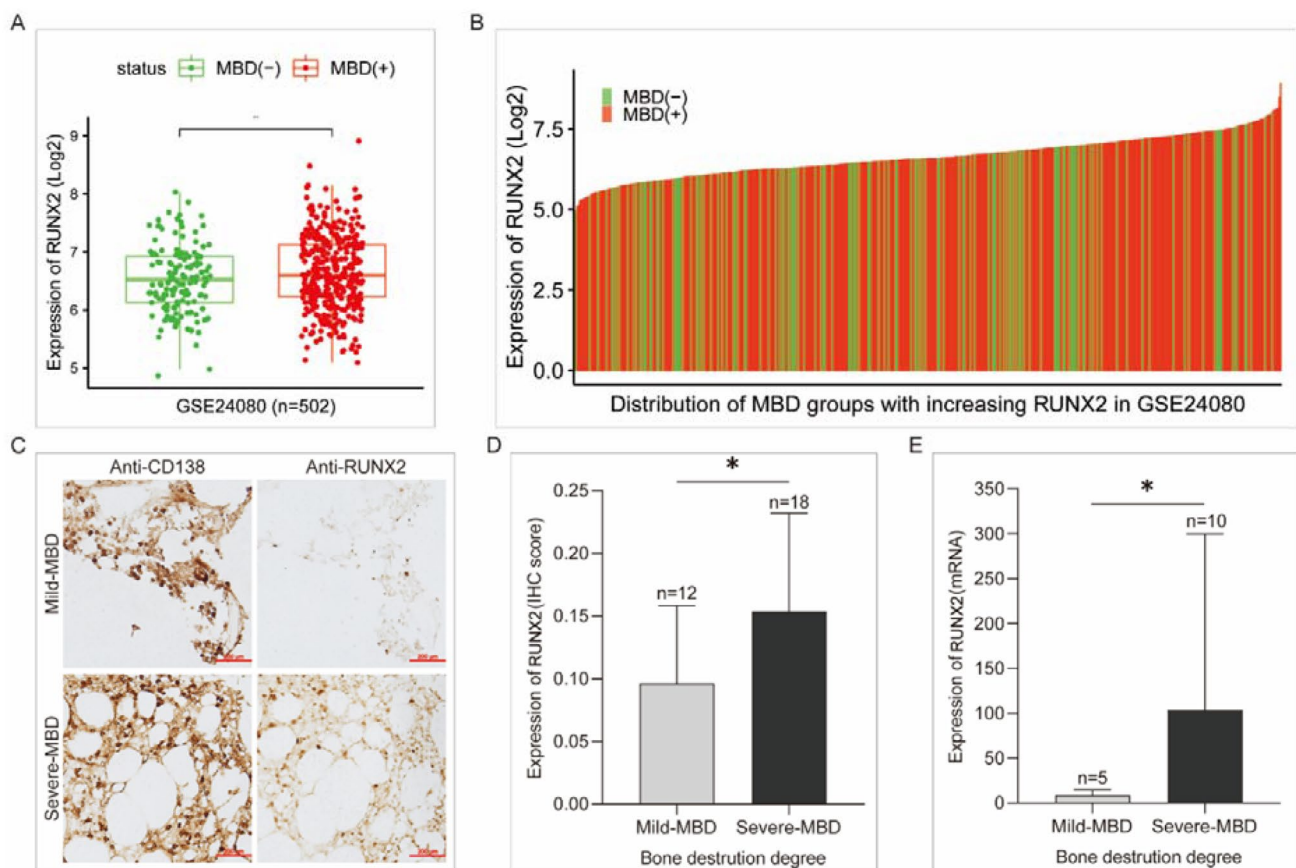 A
status MBD(−) MBD(+)
Expression of RUNX2 (Log2)
9
8
7
6
5
GSE24080 (n=502)
B
MBD(−)
MBD(+)
Expression of RUNX2 (Log2)
7.5
5.0
2.5
0.0
Distribution of MBD groups with increasing RUNX2 in GSE24080
C
Anti-CD138 Anti-RUNX2
Mild-MBD
Severe-MBD
D
*
Expression of RUNX2(IHC score)
0.25
0.20
0.15
0.10
0.05
0.00
n=12
n=18
Mild-MBD Severe-MBD
Bone destrution degree
E
*
Expression of RUNX2(mRNA)
350
300
250
200
150
100
50
0
n=5
n=10
Mild-MBD Severe-MBD
Bone destrution degree